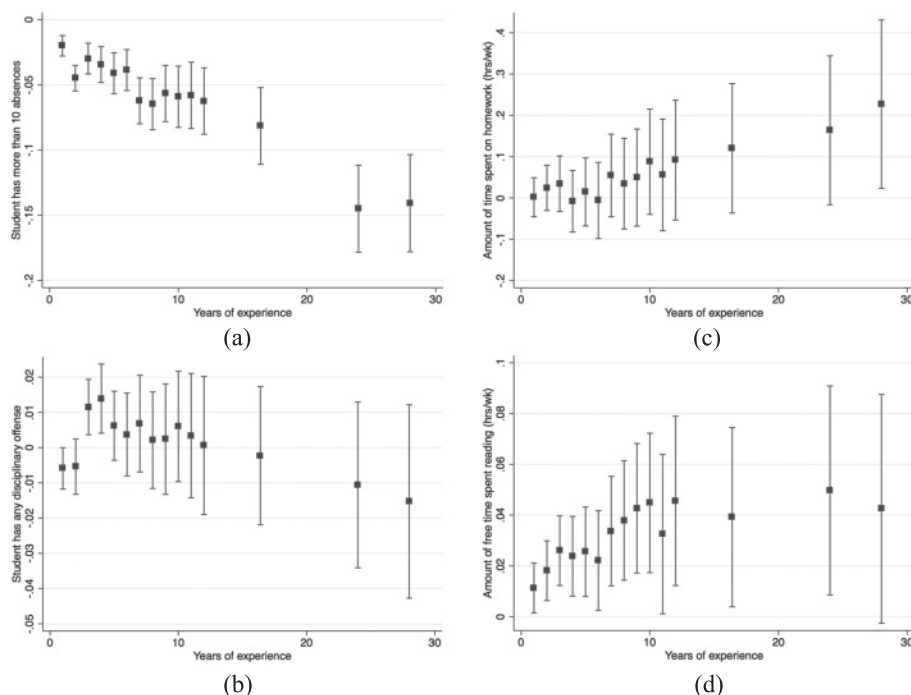 Student has more than 10 absences
0
-.05
-.1
-.15
-.2
0 10 20 30
Years of experience
(a)
Student has any disciplinary offense
.02
.01
0
-.01
-.02
-.03
-.04
-.05
0 10 20 30
Years of experience
(b)
Amount of time spent on homework (hrs/wk)
.4
.3
.2
.1
0
-.1
-.2
0 10 20 30
Years of experience
(c)
Amount of free time spent reading (hrs/wk)
.1
.08
.06
.04
.02
0
0 10 20 30
Years of experience
(d)